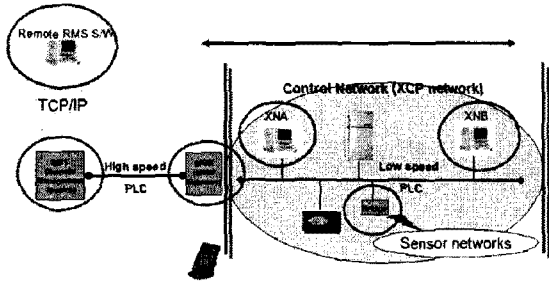 Remote RMS S/W
TCP/IP
Control Network (XCP network)
XNA
XNB
High speed
PLC
Low speed
PLC
Sensor networks